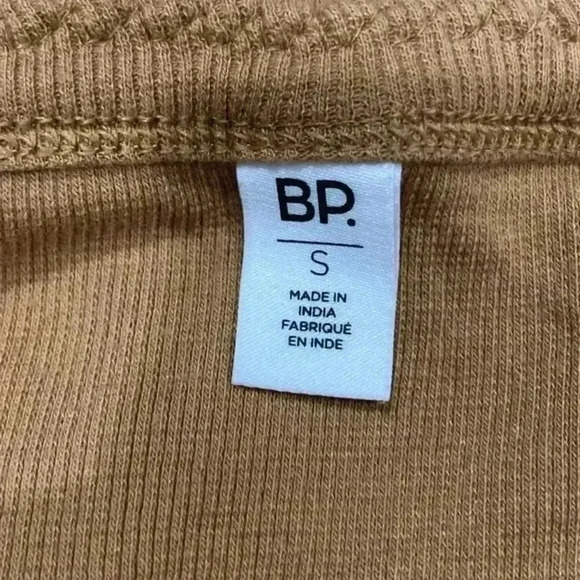 BP.
S
MADE IN
INDIA
FABRIQUÉ
EN INDE